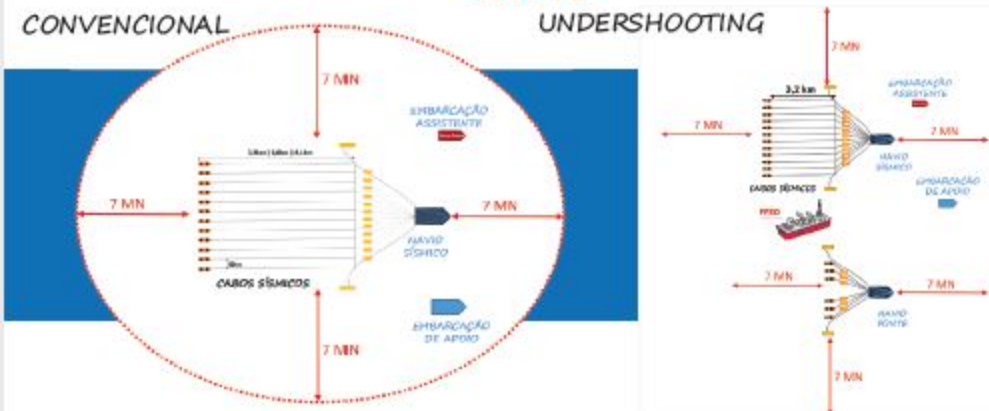 CONVENCIONAL
7 MN
EMBARCAÇÃO
ASSISTENTE
7 MN
7 MN
NAVIO
SÍSMICO
CABOS SÍSMICOS
EMBARCAÇÃO
DE APOIO
7 MN
UNDERSHOOTING
7 MN
3,2 km
EMBARCAÇÃO
ASSISTENTE
7 MN
7 MN
NAVIO
SÍSMICO
CABOS SÍSMICOS
EMBARCAÇÃO
DE APOIO
FPSO
7 MN
7 MN
NAVIO
FONTE
7 MN